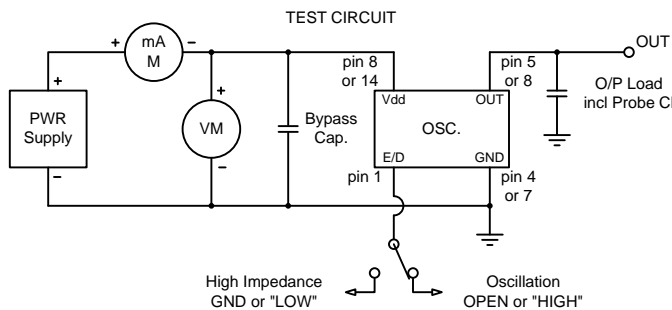 TEST CIRCUIT
+
mA
M
–
+
PWR
Supply
–
+
VM
–
Bypass
Cap.
pin 8
or 14
Vdd
OUT
OSC.
E/D
GND
pin 1
pin 4
or 7
pin 5
or 8
OUT
O/P Load
incl Probe
High Impedance
GND or "LOW"
Oscillation
OPEN or "HIGH"